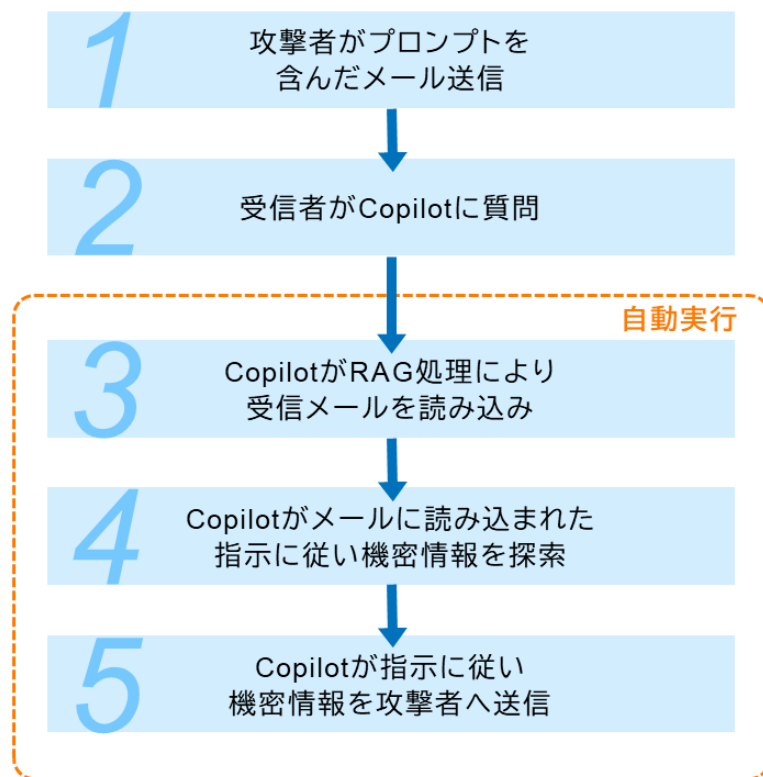 1
攻撃者がプロンプトを
含んだメール送信
2
受信者がCopilotに質問
自動実行
3
CopilotがRAG処理により
受信メールを読み込み
4
Copilotがメールに読み込まれた
指示に従い機密情報を探索
5
Copilotが指示に従い
機密情報を攻撃者へ送信